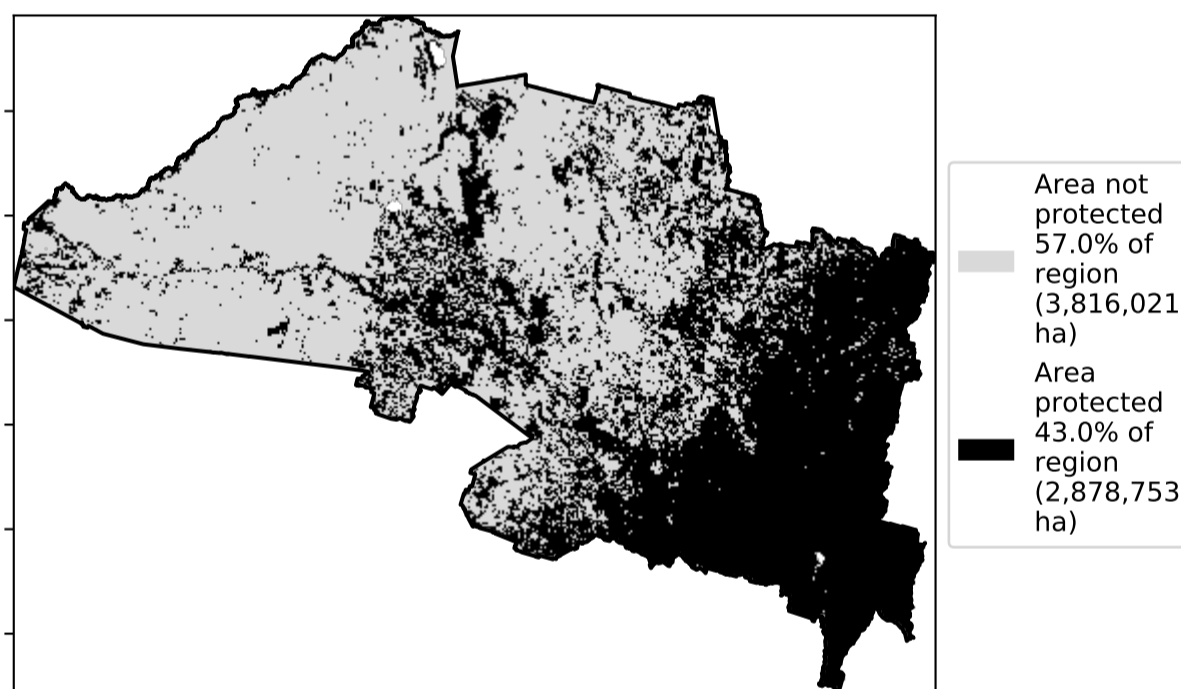 Area not
protected
57.0% of
region
(3,816,021
ha)
Area
protected
43.0% of
region
(2,878,753
ha)